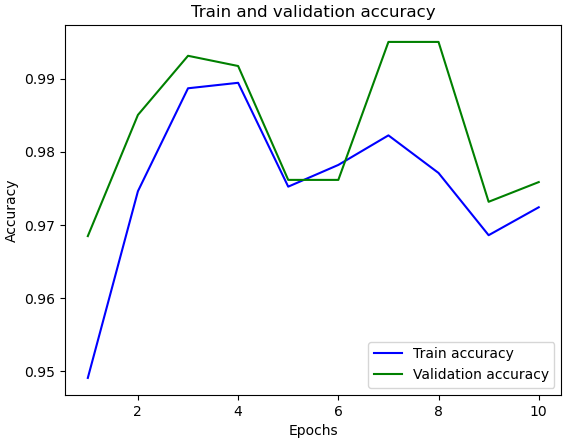 Train and validation accuracy
Accuracy
0.99
0.98
0.97
0.96
0.95
2 4 6 8 10
Epochs
Train accuracy
Validation accuracy